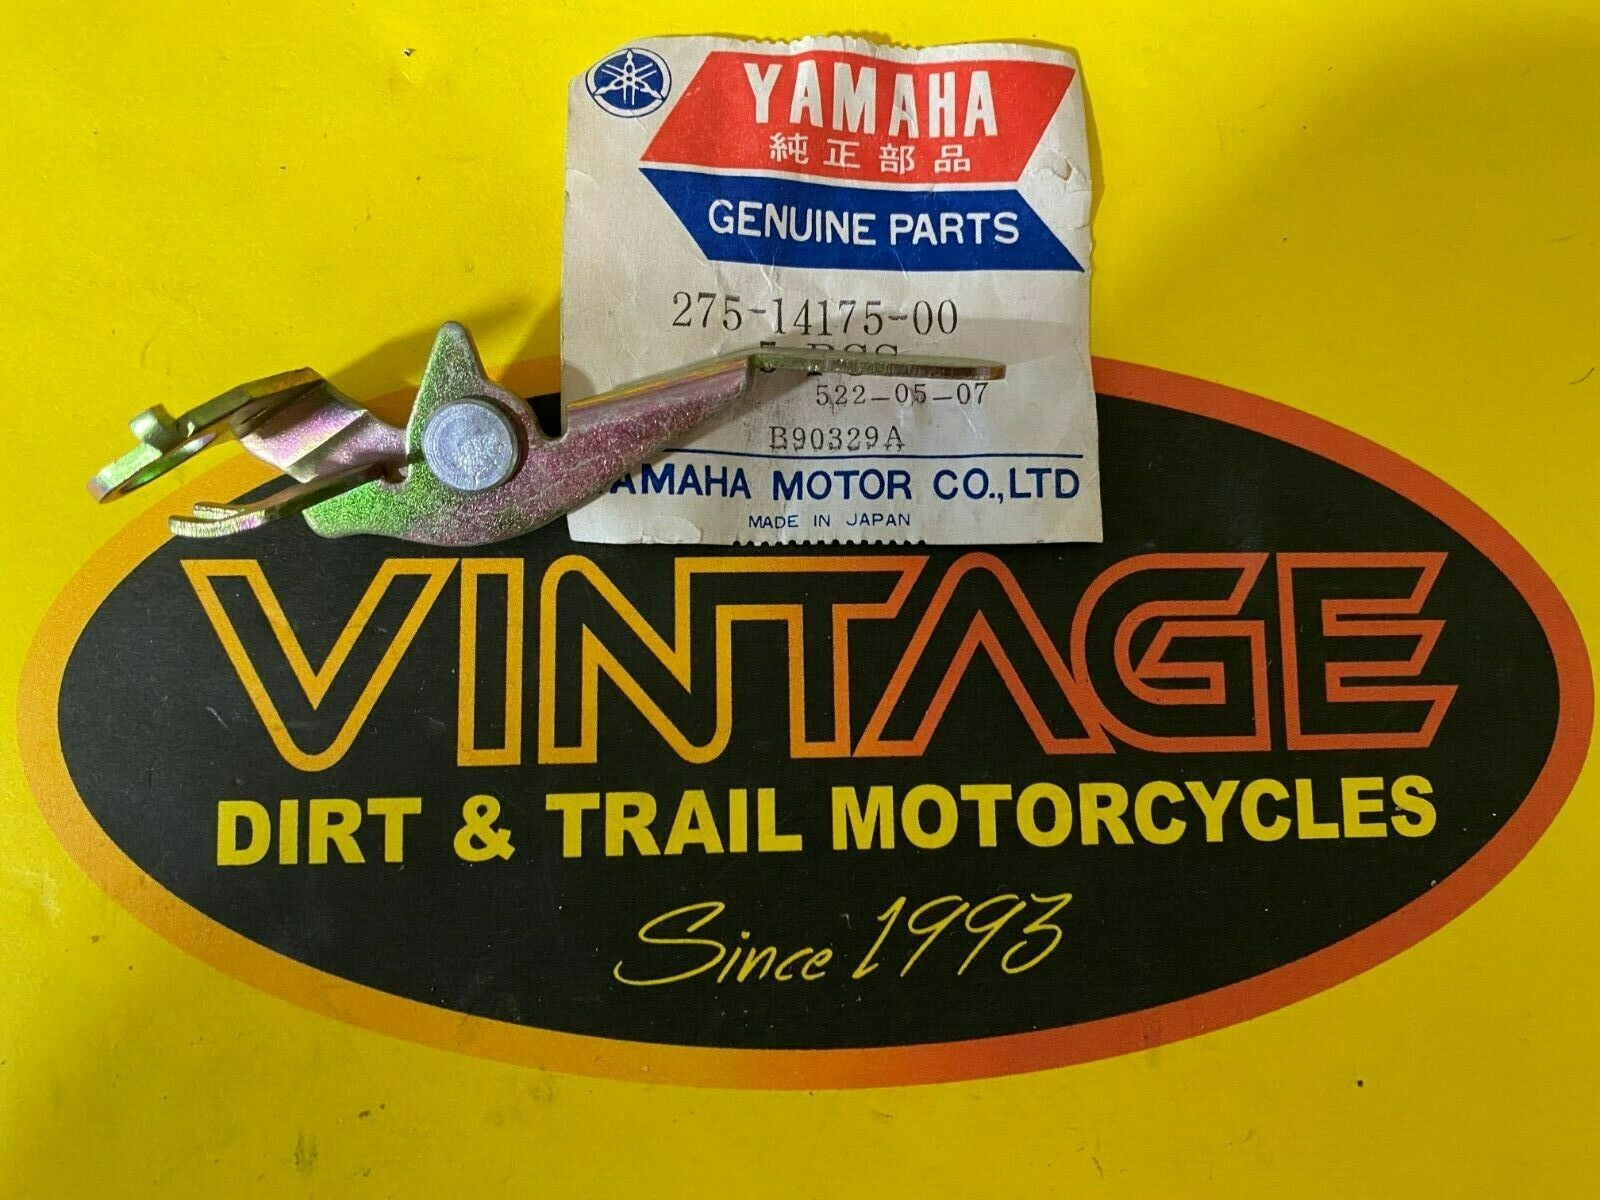 YAMAHA
純正部品
GENUINE PARTS
275-14175-00
522-05-07
B90329A
YAMAHA MOTOR CO.,LTD
MADE IN JAPAN
VINTAGE
DIRT & TRAIL MOTORCYCLES
Since 1993